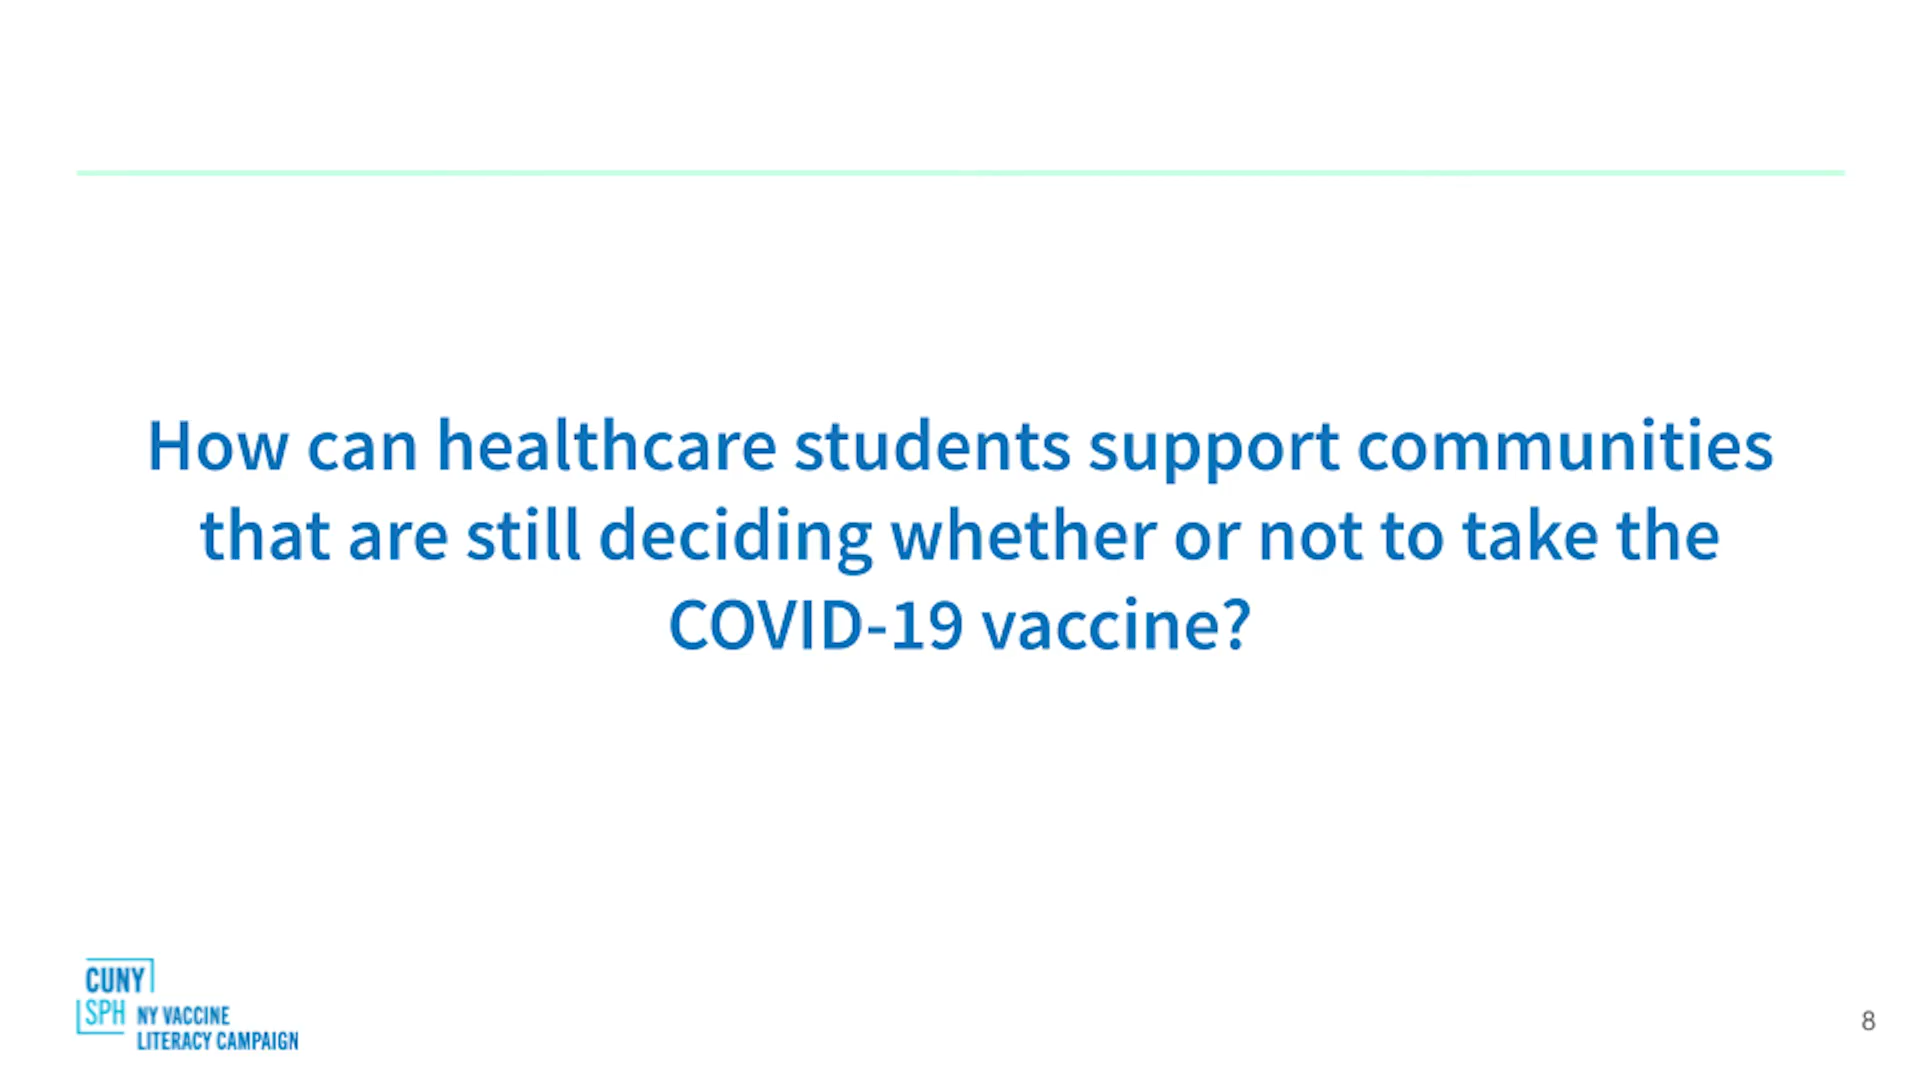 How can healthcare students support communities
that are still deciding whether or not to take the
COVID-19 vaccine?
CUNY
SPH NY VACCINE
LITERACY CAMPAIGN
8